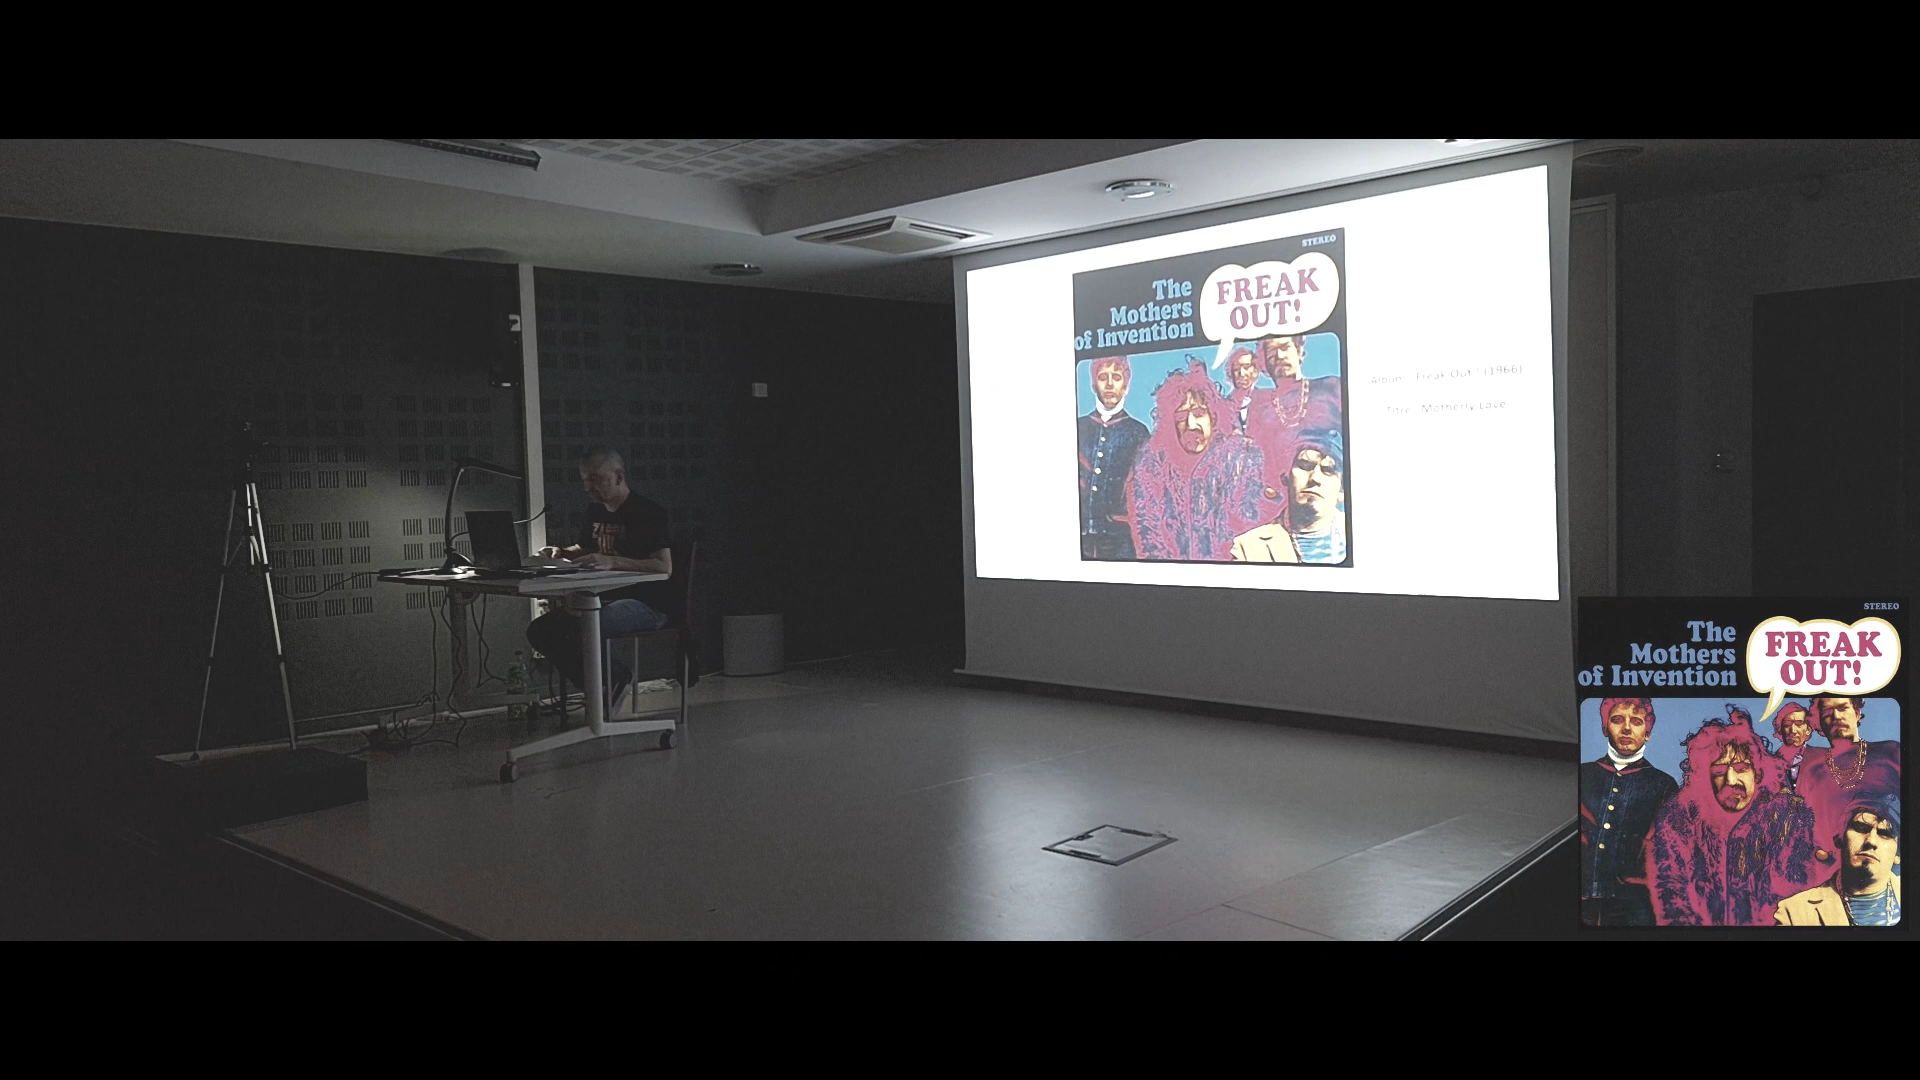 STEREO
The
Mothers
of Invention
FREAK
OUT!
Album : Freak Out ! (1966)
Titre : Motherly Love
STEREO
The
Mothers
of Invention
FREAK
OUT!